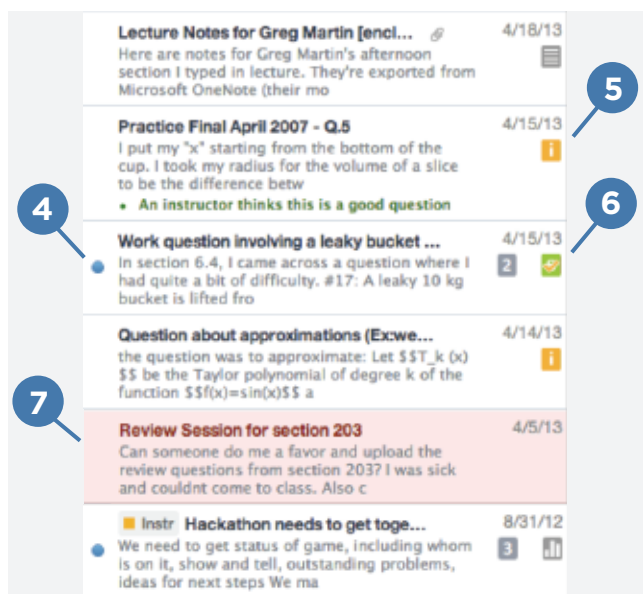 Lecture Notes for Greg Martin [encl... 4/18/13
Here are notes for Greg Martin's afternoon
section I typed in lecture. They're exported from
Microsoft OneNote (their mo
5
Practice Final April 2007 - Q.5 4/15/13
I put my "x" starting from the bottom of the i
cup. I took my radius for the volume of a slice
to be the difference betw
• An instructor thinks this is a good question
4
6
Work question involving a leaky bucket ... 4/15/13
In section 6.4, I came across a question where I 2
had quite a bit of difficulty. #17: A leaky 10 kg
bucket is lifted fro
Question about approximations (Ex:we... 4/14/13
the question was to approximate: Let $$T_k (x) i
$$ be the Taylor polynomial of degree k of the
function $$f(x)=sin(x)$$ a
7
Review Session for section 203 4/5/13
Can someone do me a favor and upload the
review questions from section 203? I was sick
and couldnt come to class. Also c
Instr Hackathon needs to get toge... 8/31/12
We need to get status of game, including whom 3
is on it, show and tell, outstanding problems,
ideas for next steps We ma